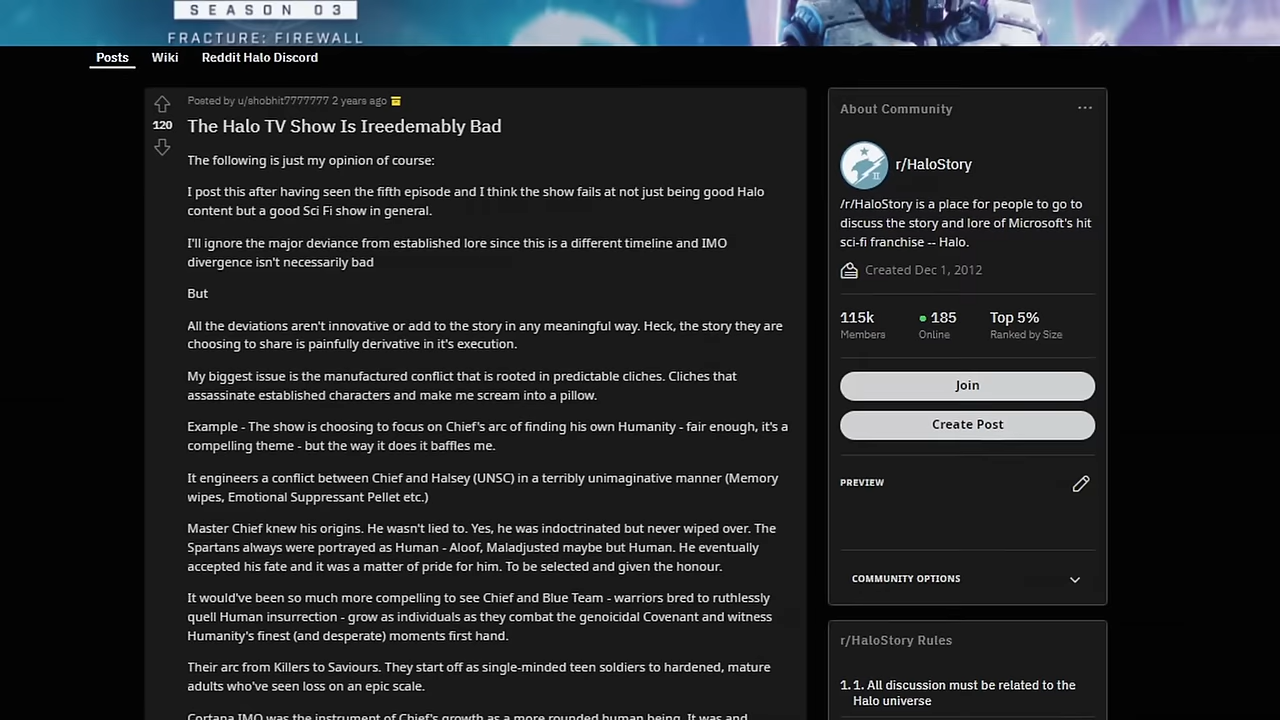 SEASON 03
FRACTURE: FIREWALL
Posts Wiki Reddit Halo Discord
Posted by u/shobhit7777777 2 years ago
120
The Halo TV Show Is Ireedemably Bad
The following is just my opinion of course:
I post this after having seen the fifth episode and I think the show fails at not just being good Halo
content but a good Sci Fi show in general.
I'll ignore the major deviance from established lore since this is a different timeline and IMO
divergence isn't necessarily bad
But
All the deviations aren't innovative or add to the story in any meaningful way. Heck, the story they are
choosing to share is painfully derivative in it's execution.
My biggest issue is the manufactured conflict that is rooted in predictable cliches. Cliches that
assassinate established characters and make me scream into a pillow.
Example - The show is choosing to focus on Chief's arc of finding his own Humanity - fair enough, it's a
compelling theme - but the way it does it baffles me.
It engineers a conflict between Chief and Halsey (UNSC) in a terribly unimaginative manner (Memory
wipes, Emotional Suppressant Pellet etc.)
Master Chief knew his origins. He wasn't lied to. Yes, he was indoctrinated but never wiped over. The
Spartans always were portrayed as Human - Aloof, Maladjusted maybe but Human. He eventually
accepted his fate and it was a matter of pride for him. To be selected and given the honour.
It would've been so much more compelling to see Chief and Blue Team - warriors bred to ruthlessly
quell Human insurrection - grow as individuals as they combat the genoicidal Covenant and witness
Humanity's finest (and desperate) moments first hand.
Their arc from Killers to Saviours. They start off as single-minded teen soldiers to hardened, mature
adults who've seen loss on an epic scale.
Cortana IMO was the instrument of Chief's growth as a more rounded human being. It was and
About Community
r/HaloStory
/r/HaloStory is a place for people to go to
discuss the story and lore of Microsoft's hit
sci-fi franchise -- Halo.
Created Dec 1, 2012
115k 185 Top 5%
Members Online Ranked by Size
Join
Create Post
PREVIEW
COMMUNITY OPTIONS
r/HaloStory Rules
1. 1. All discussion must be related to the
Halo universe